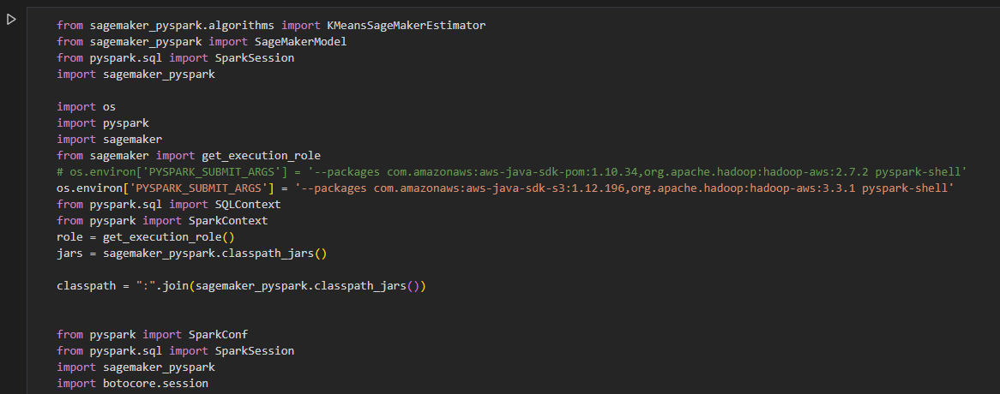 from sagemaker_pyspark.algorithms import KMeansSageMakerEstimator
from sagemaker_pyspark import SageMakerModel
from pyspark.sql import SparkSession
import sagemaker_pyspark
import os
import pyspark
import sagemaker
from sagemaker import get_execution_role
# os.environ['PYSPARK_SUBMIT_ARGS'] = '--packages com.amazonaws:aws-java-sdk-pom:1.10.34,org.apache.hadoop:hadoop-aws:2.7.2 pyspark-shell'
os.environ['PYSPARK_SUBMIT_ARGS'] = '--packages com.amazonaws:aws-java-sdk-s3:1.12.196,org.apache.hadoop:hadoop-aws:3.3.1 pyspark-shell'
from pyspark.sql import SQLContext
from pyspark import SparkContext
role = get_execution_role()
jars = sagemaker_pyspark.classpath_jars()
classpath = ":".join(sagemaker_pyspark.classpath_jars())
from pyspark import SparkConf
from pyspark.sql import SparkSession
import sagemaker_pyspark
import botocore.session